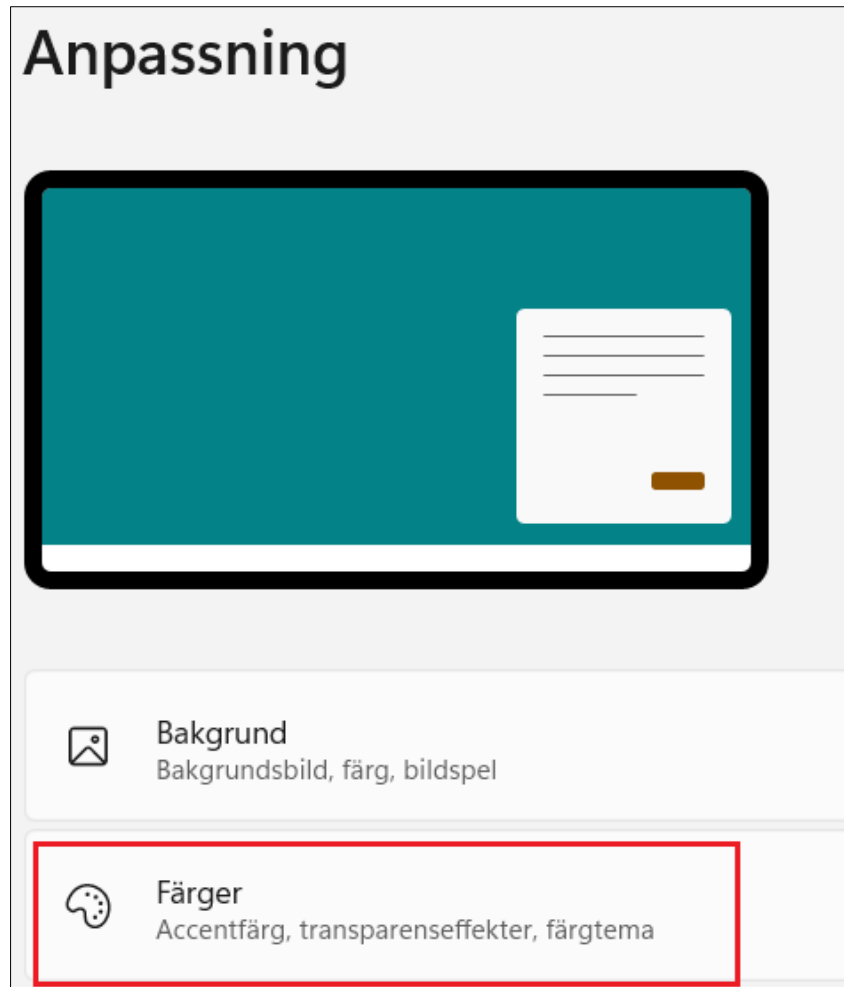 Anpassning
Bakgrund
Bakgrundsbild, färg, bildspel
Färger
Accentfärg, transparenseffekter, färgtema